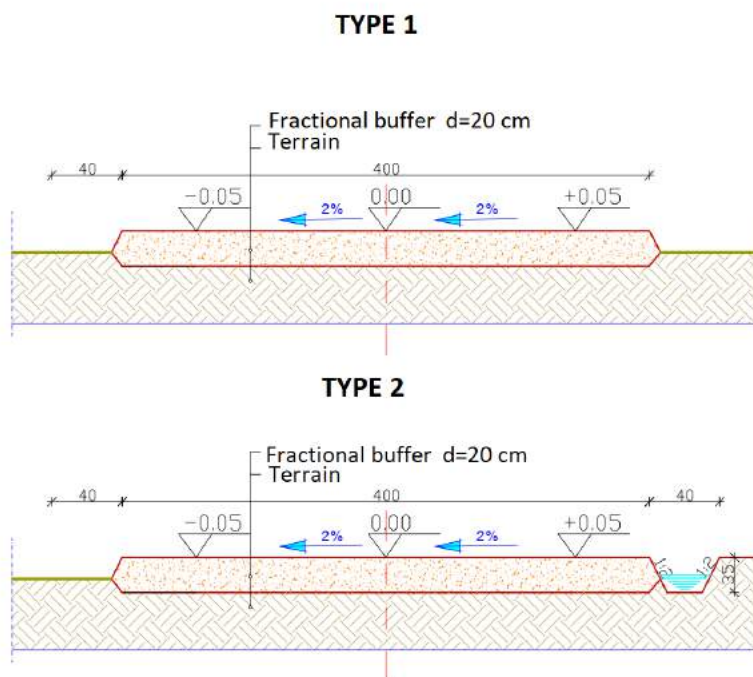 TYPE 1
Fractional buffer d=20 cm
Terrain
40 400
-0.05 0.00 +0.05
2% 2%
TYPE 2
Fractional buffer d=20 cm
Terrain
40 400 40
-0.05 0.00 +0.05
2% 2%
1:2 1:2 35